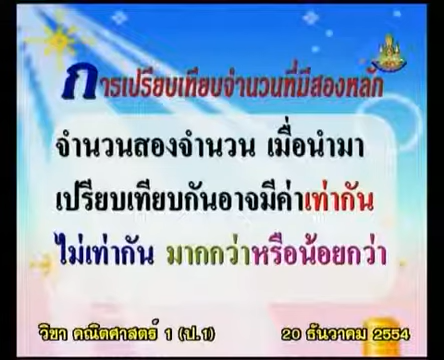 การเปรียบเทียบจำนวนที่มีสองหลัก
จำนวนสองจำนวน เมื่อนำมา
เปรียบเทียบกันอาจมีค่าเท่ากัน
ไม่เท่ากัน มากกว่าหรือน้อยกว่า
วิชา คณิตศาสตร์ 1 (ป.1) 20 ธันวาคม 2554